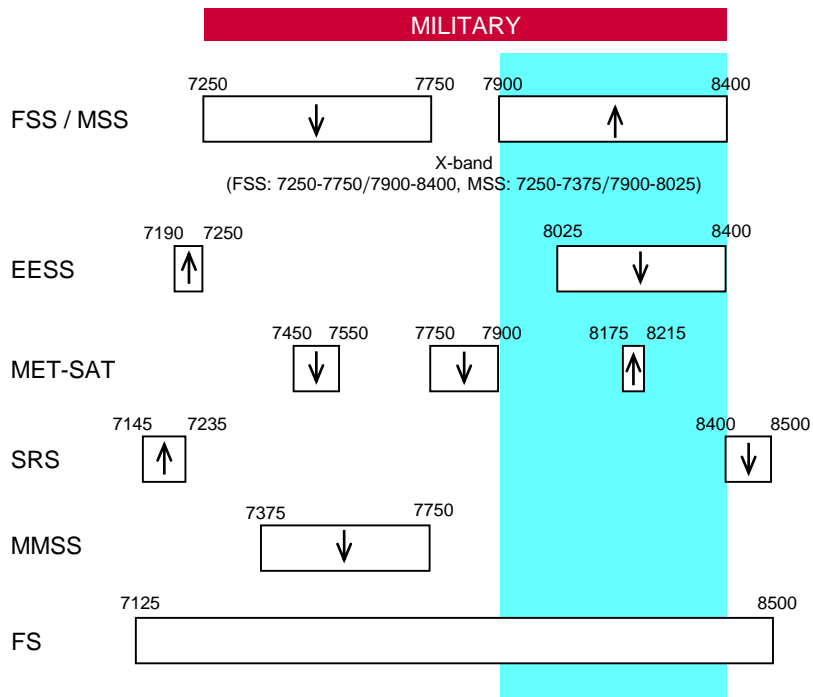 MILITARY
7250 7750 7900 8400
FSS / MSS
X-band
(FSS: 7250-7750/7900-8400, MSS: 7250-7375/7900-8025)
7190 7250 8025 8400
EESS
7450 7550 7750 7900 8175 8215
MET-SAT
7145 7235 8400 8500
SRS
7375 7750
MMSS
7125 8500
FS